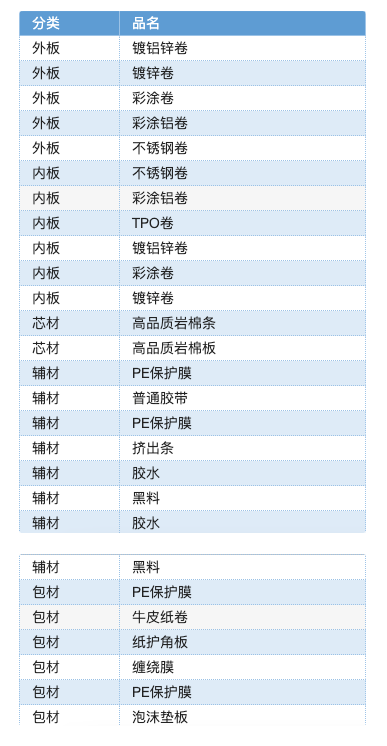 分类 品名
外板 镀铝锌卷
外板 镀锌卷
外板 彩涂卷
外板 彩涂铝卷
外板 不锈钢卷
内板 不锈钢卷
内板 彩涂铝卷
内板 TPO卷
内板 镀铝锌卷
内板 彩涂卷
内板 镀锌卷
芯材 高品质岩棉条
芯材 高品质岩棉板
辅材 PE保护膜
辅材 普通胶带
辅材 PE保护膜
辅材 挤出条
辅材 胶水
辅材 黑料
辅材 胶水
辅材 黑料
包材 PE保护膜
包材 牛皮纸卷
包材 纸护角板
包材 缠绕膜
包材 PE保护膜
包材 泡沫垫板